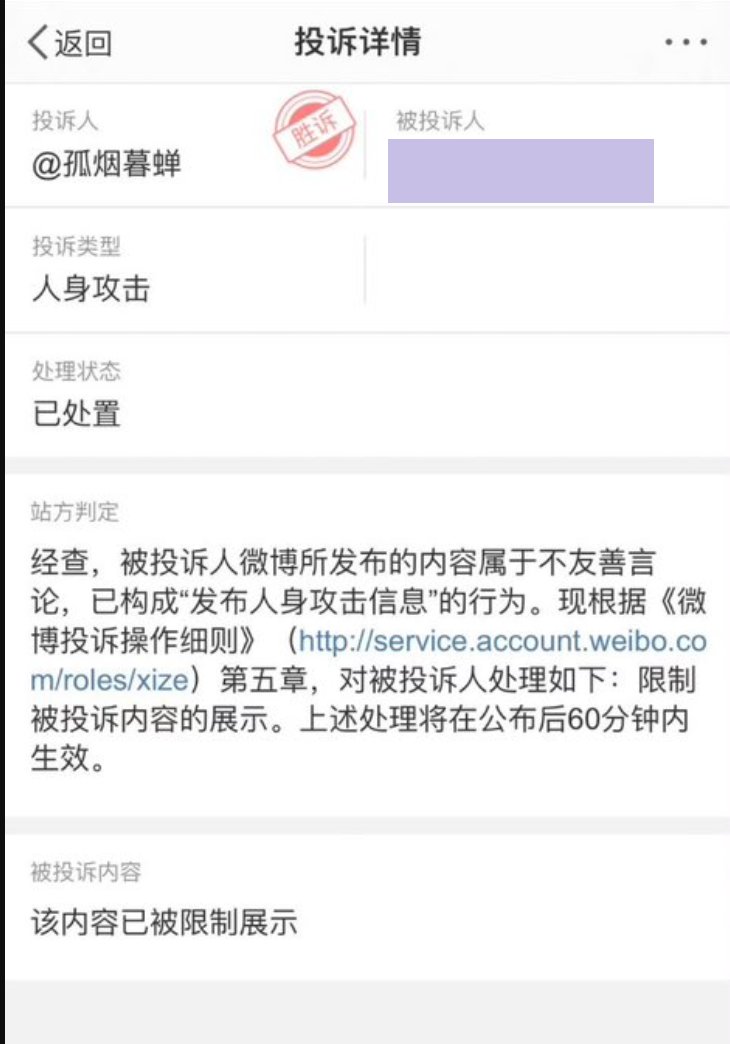 返回
投诉详情
投诉人
胜诉
被投诉人
@孤烟暮蝉
投诉类型
人身攻击
处理状态
已处置
站方判定
经查，被投诉人微博所发布的内容属于不友善言
论，已构成“发布人身攻击信息”的行为。现根据《微
博投诉操作细则》（http://service.account.weibo.co
m/roles/xize）第五章，对被投诉人处理如下：限制
被投诉内容的展示。上述处理将在公布后60分钟内
生效。
被投诉内容
该内容已被限制展示